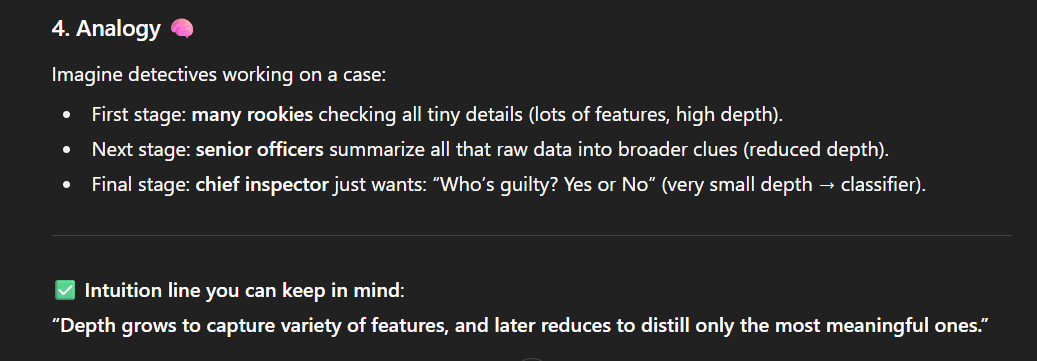 4. Analogy 🧠
Imagine detectives working on a case:
• First stage: many rookies checking all tiny details (lots of features, high depth).
• Next stage: senior officers summarize all that raw data into broader clues (reduced depth).
• Final stage: chief inspector just wants: “Who’s guilty? Yes or No” (very small depth → classifier).
✅ Intuition line you can keep in mind:
“Depth grows to capture variety of features, and later reduces to distill only the most meaningful ones.”